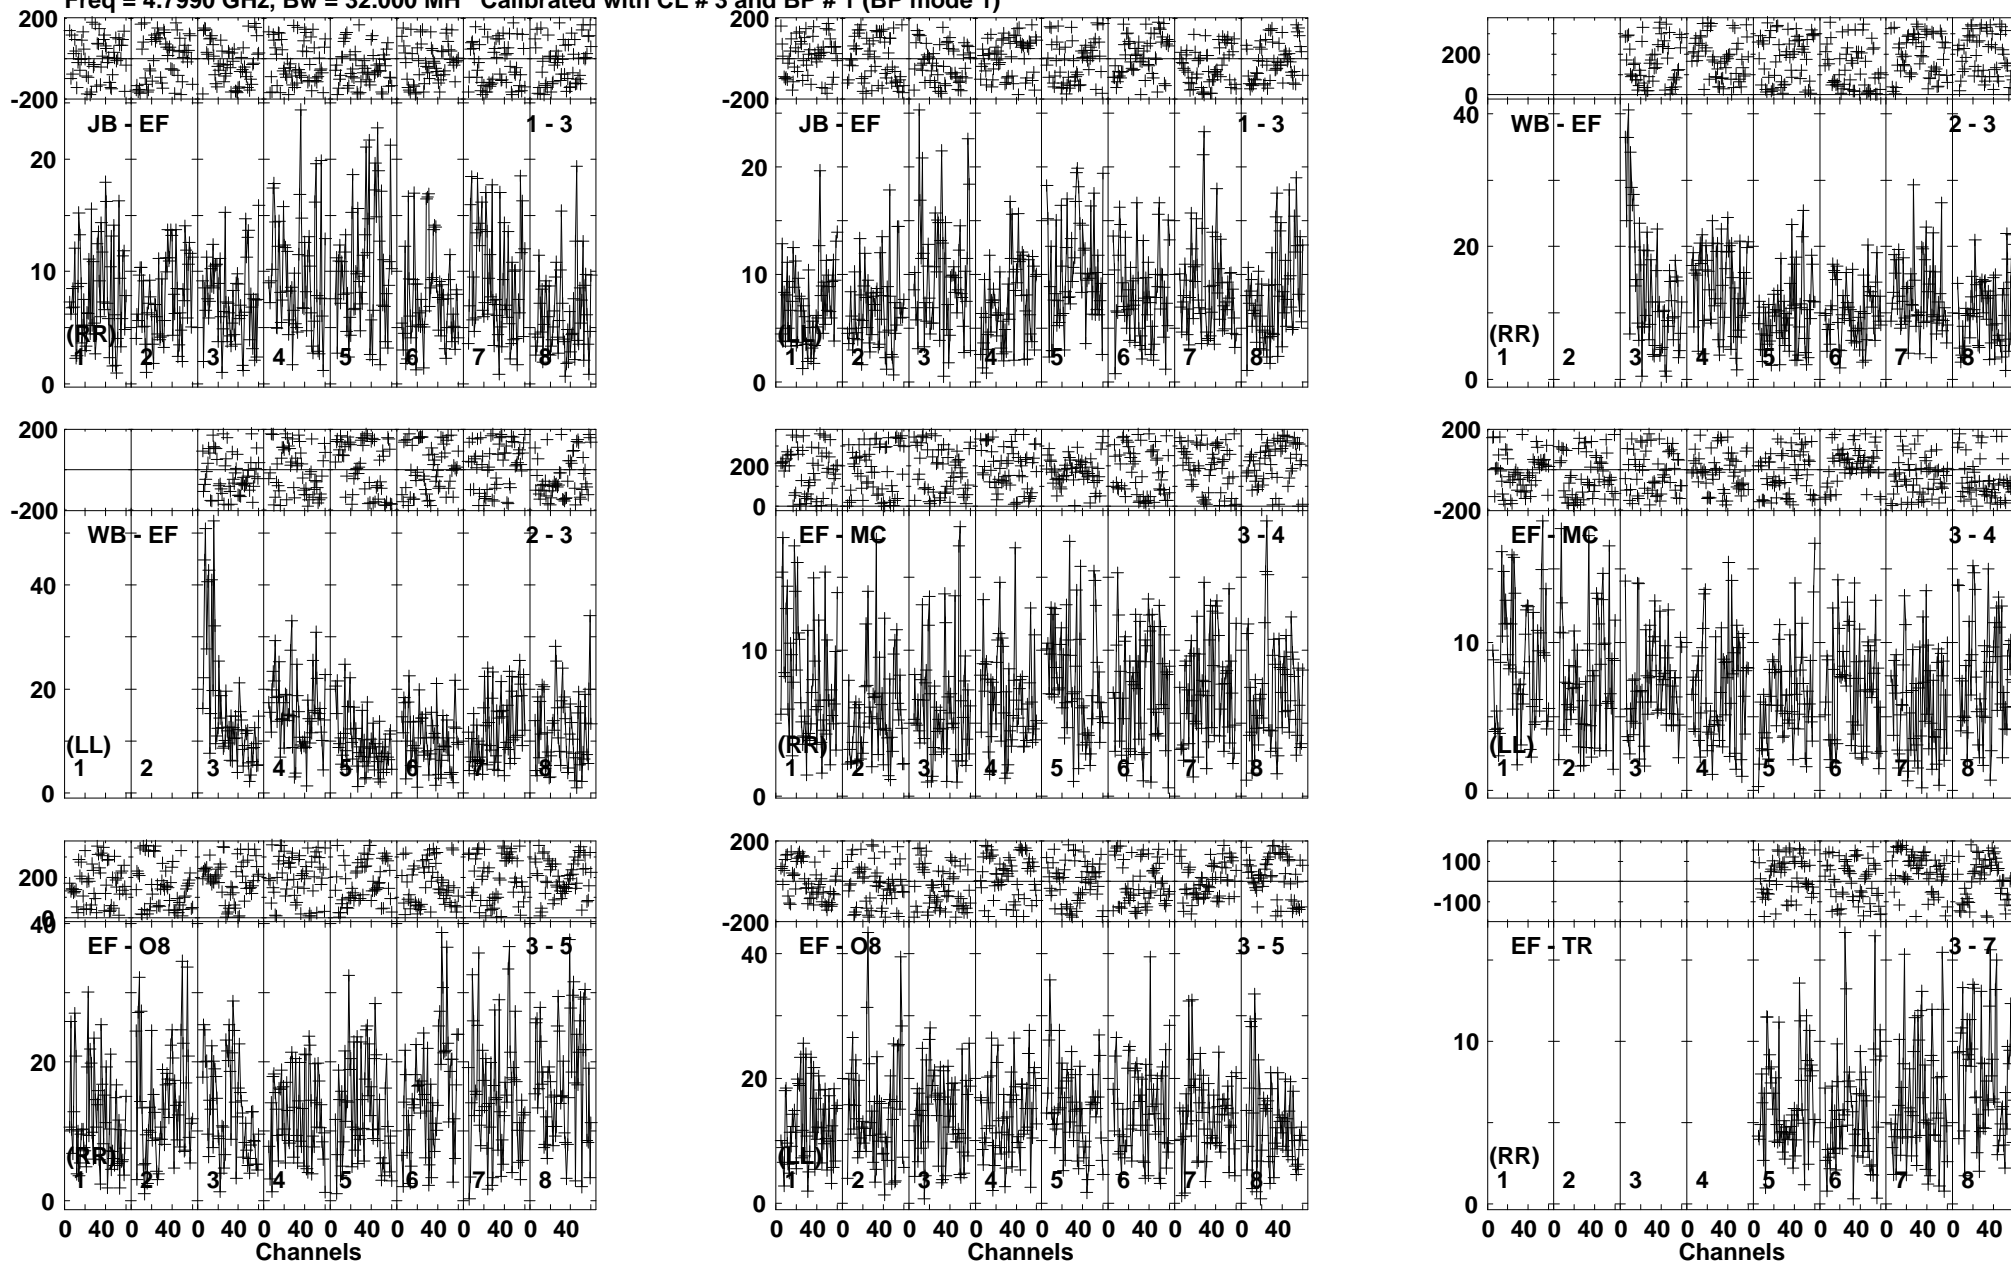 Freq = 4.7990 GHz, Bw = 32.000 MH Calibrated with CL # 3 and BP # 1 (BP mode 1)
200
-200
JB - EF 1 - 3
20
10
0
(RR)
1 2 3 4 5 6 7 8
200
-200
JB - EF 1 - 3
20
10
0
(LL)
1 2 3 4 5 6 7 8
200
0
40
WB - EF 2 - 3
20
0
(RR)
1 2 3 4 5 6 7 8
200
-200
WB - EF 2 - 3
40
20
0
(LL)
1 2 3 4 5 6 7 8
200
0
EF - MC 3 - 4
10
0
(RR)
1 2 3 4 5 6 7 8
200
-200
EF - MC 3 - 4
10
0
(LL)
1 2 3 4 5 6 7 8
200
0
40
EF - O8 3 - 5
20
0
(RR)
1 2 3 4 5 6 7 8
0 40 0 40 0 40 0 40 0 40 0 40 0 40 0 40
Channels
200
-200
EF - O8 3 - 5
40
20
0
(LL)
1 2 3 4 5 6 7 8
0 40 0 40 0 40 0 40 0 40 0 40 0 40 0 40
Channels
100
-100
EF - TR 3 - 7
10
0
(RR)
1 2 3 4 5 6 7 8
0 40 0 40 0 40 0 40 0 40 0 40 0 40 0 40
Channels